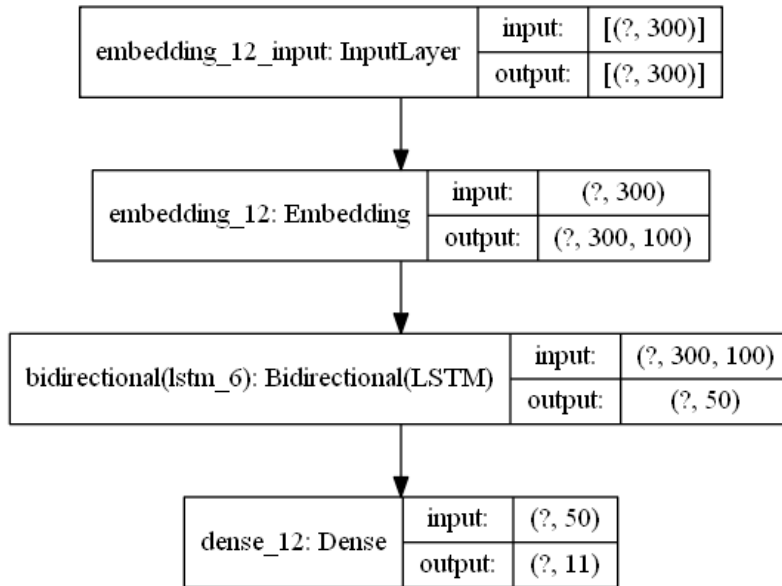 embedding_12_input: InputLayer
input: [(?, 300)]
output: [(?, 300)]
embedding_12: Embedding
input: (?, 300)
output: (?, 300, 100)
bidirectional(lstm_6): Bidirectional(LSTM)
input: (?, 300, 100)
output: (?, 50)
dense_12: Dense
input: (?, 50)
output: (?, 11)